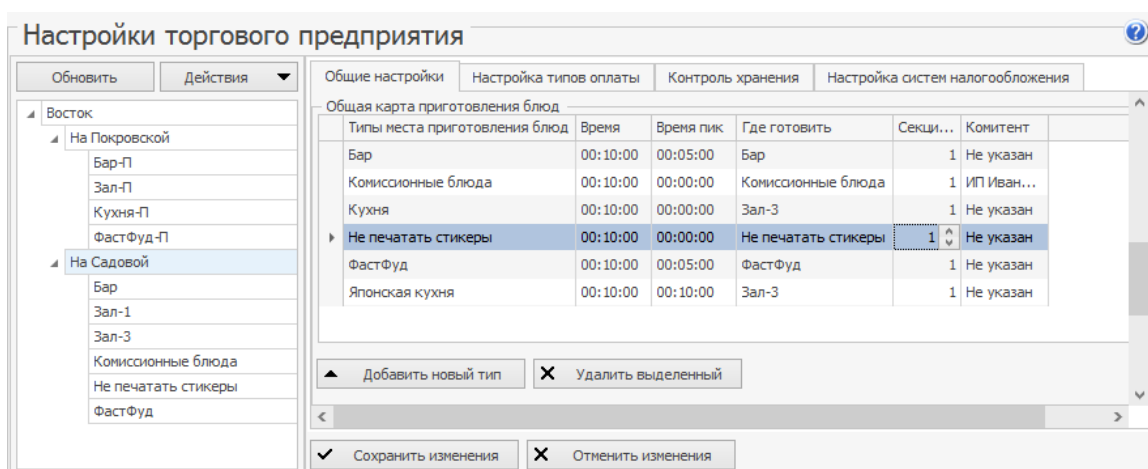 Настройки торгового предприятия
Обновить Действия
Восток
На Покровской
Бар-П
Зал-П
Кухня-П
ФастФуд-П
На Садовой
Бар
Зал-1
Зал-3
Комиссионные блюда
Не печатать стикеры
ФастФуд
Общие настройки Настройка типов оплаты Контроль хранения Настройка систем налогообложения
Общая карта приготовления блюд
Типы места приготовления блюд Время Время пик Где готовить Секци... Комитент
Бар 00:10:00 00:05:00 Бар 1 Не указан
Комиссионные блюда 00:10:00 00:00:00 Комиссионные блюда 1 ИП Иван...
Кухня 00:10:00 00:00:00 Зал-3 1 Не указан
Не печатать стикеры 00:10:00 00:00:00 Не печатать стикеры 1 Не указан
ФастФуд 00:10:00 00:05:00 ФастФуд 1 Не указан
Японская кухня 00:10:00 00:10:00 Зал-3 1 Не указан
Добавить новый тип Удалить выделенный
Сохранить изменения Отменить изменения